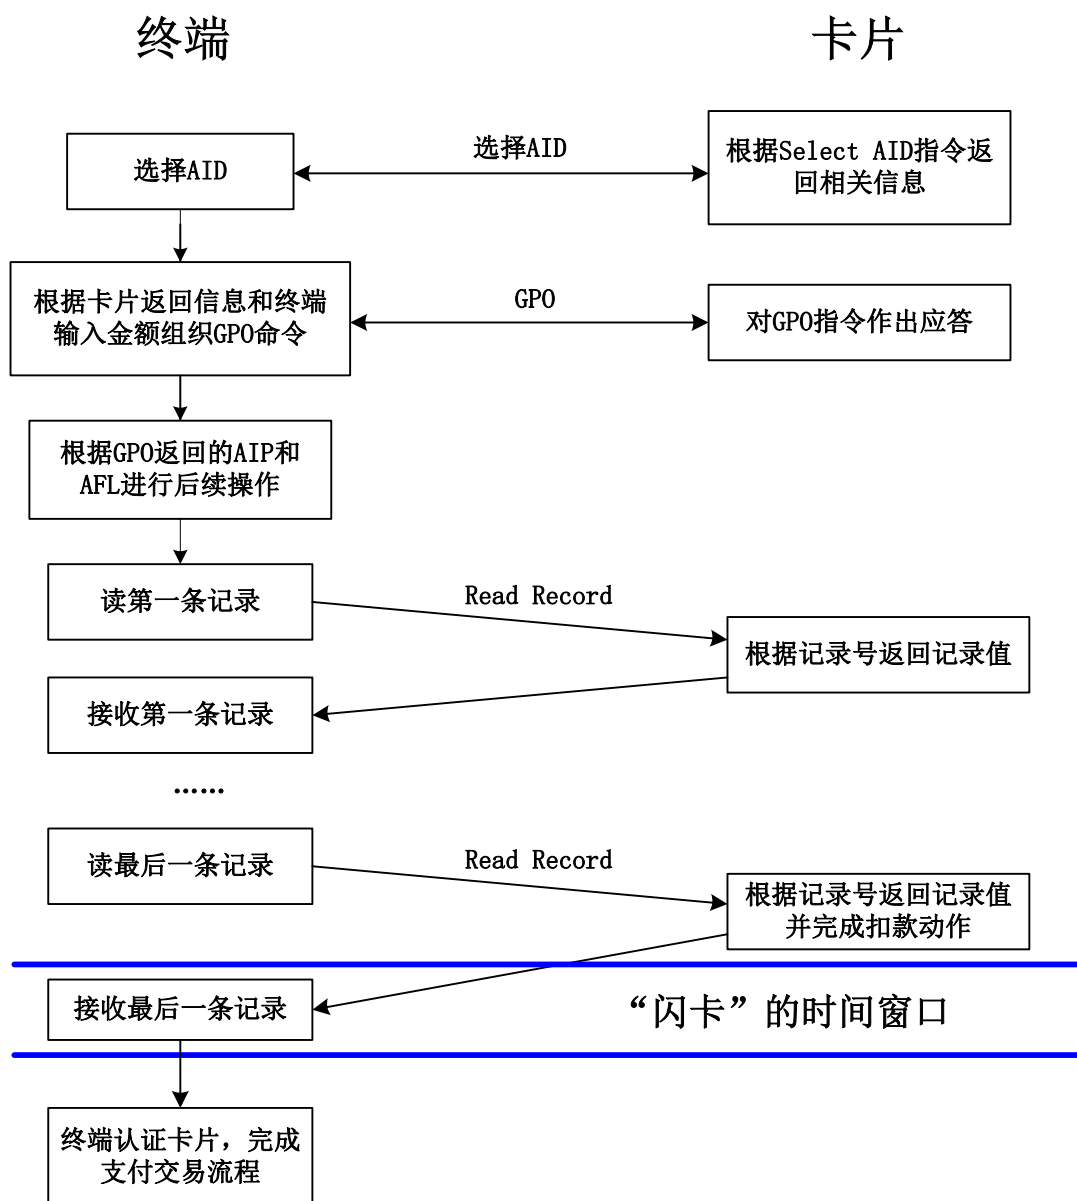 终端
卡片
选择AID
选择AID
根据Select AID指令返
回相关信息
根据卡片返回信息和终端
输入金额组织GPO命令
GPO
对GPO指令作出应答
根据GPO返回的AIP和
AFL进行后续操作
读第一条记录
Read Record
根据记录号返回记录值
接收第一条记录
……
读最后一条记录
Read Record
根据记录号返回记录值
并完成扣款动作
接收最后一条记录
“闪卡”的时间窗口
终端认证卡片，完成
支付交易流程